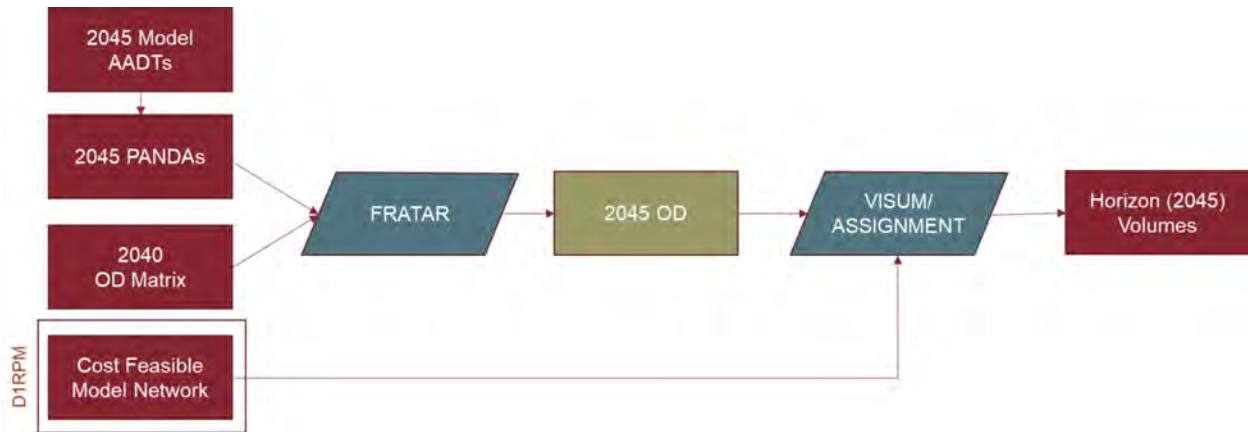 2045 Model
AADTs
2045 PANDAs
2040
OD Matrix
D1RPM
Cost Feasible
Model Network
FRATAR
2045 OD
VISUM/
ASSIGNMENT
Horizon (2045)
Volumes